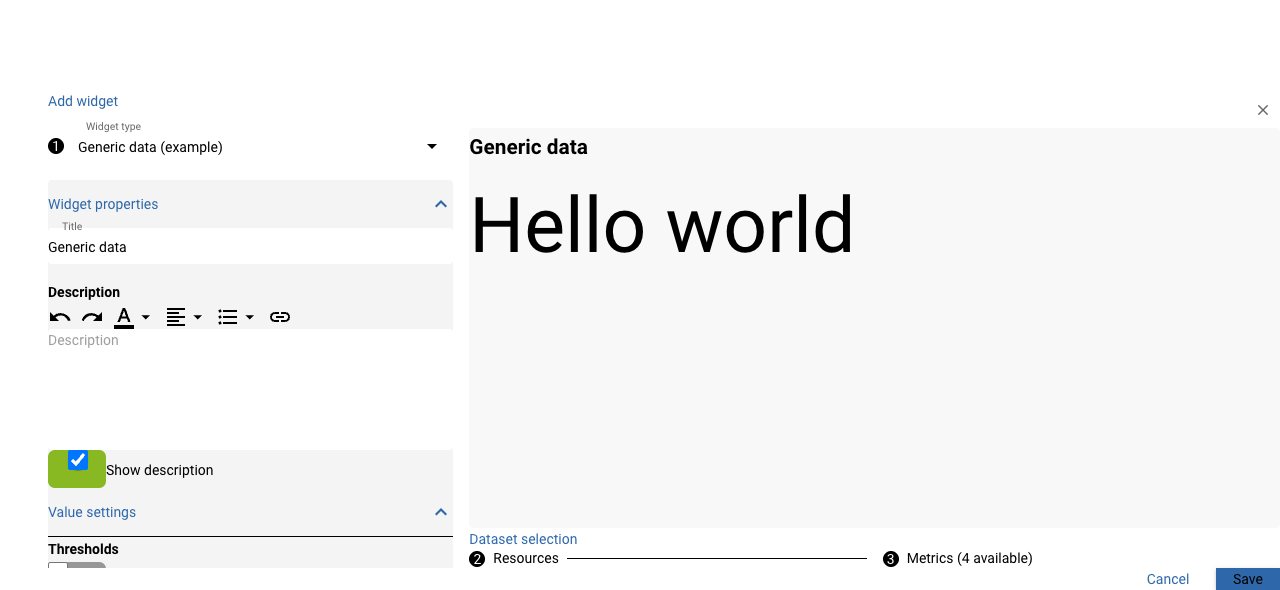 Add widget
Widget type
1 Generic data (example)
Widget properties
Title
Generic data
Description
A
Description
Show description
Value settings
Thresholds
Generic data
Hello world
Dataset selection
2 Resources
3 Metrics (4 available)
Cancel
Save